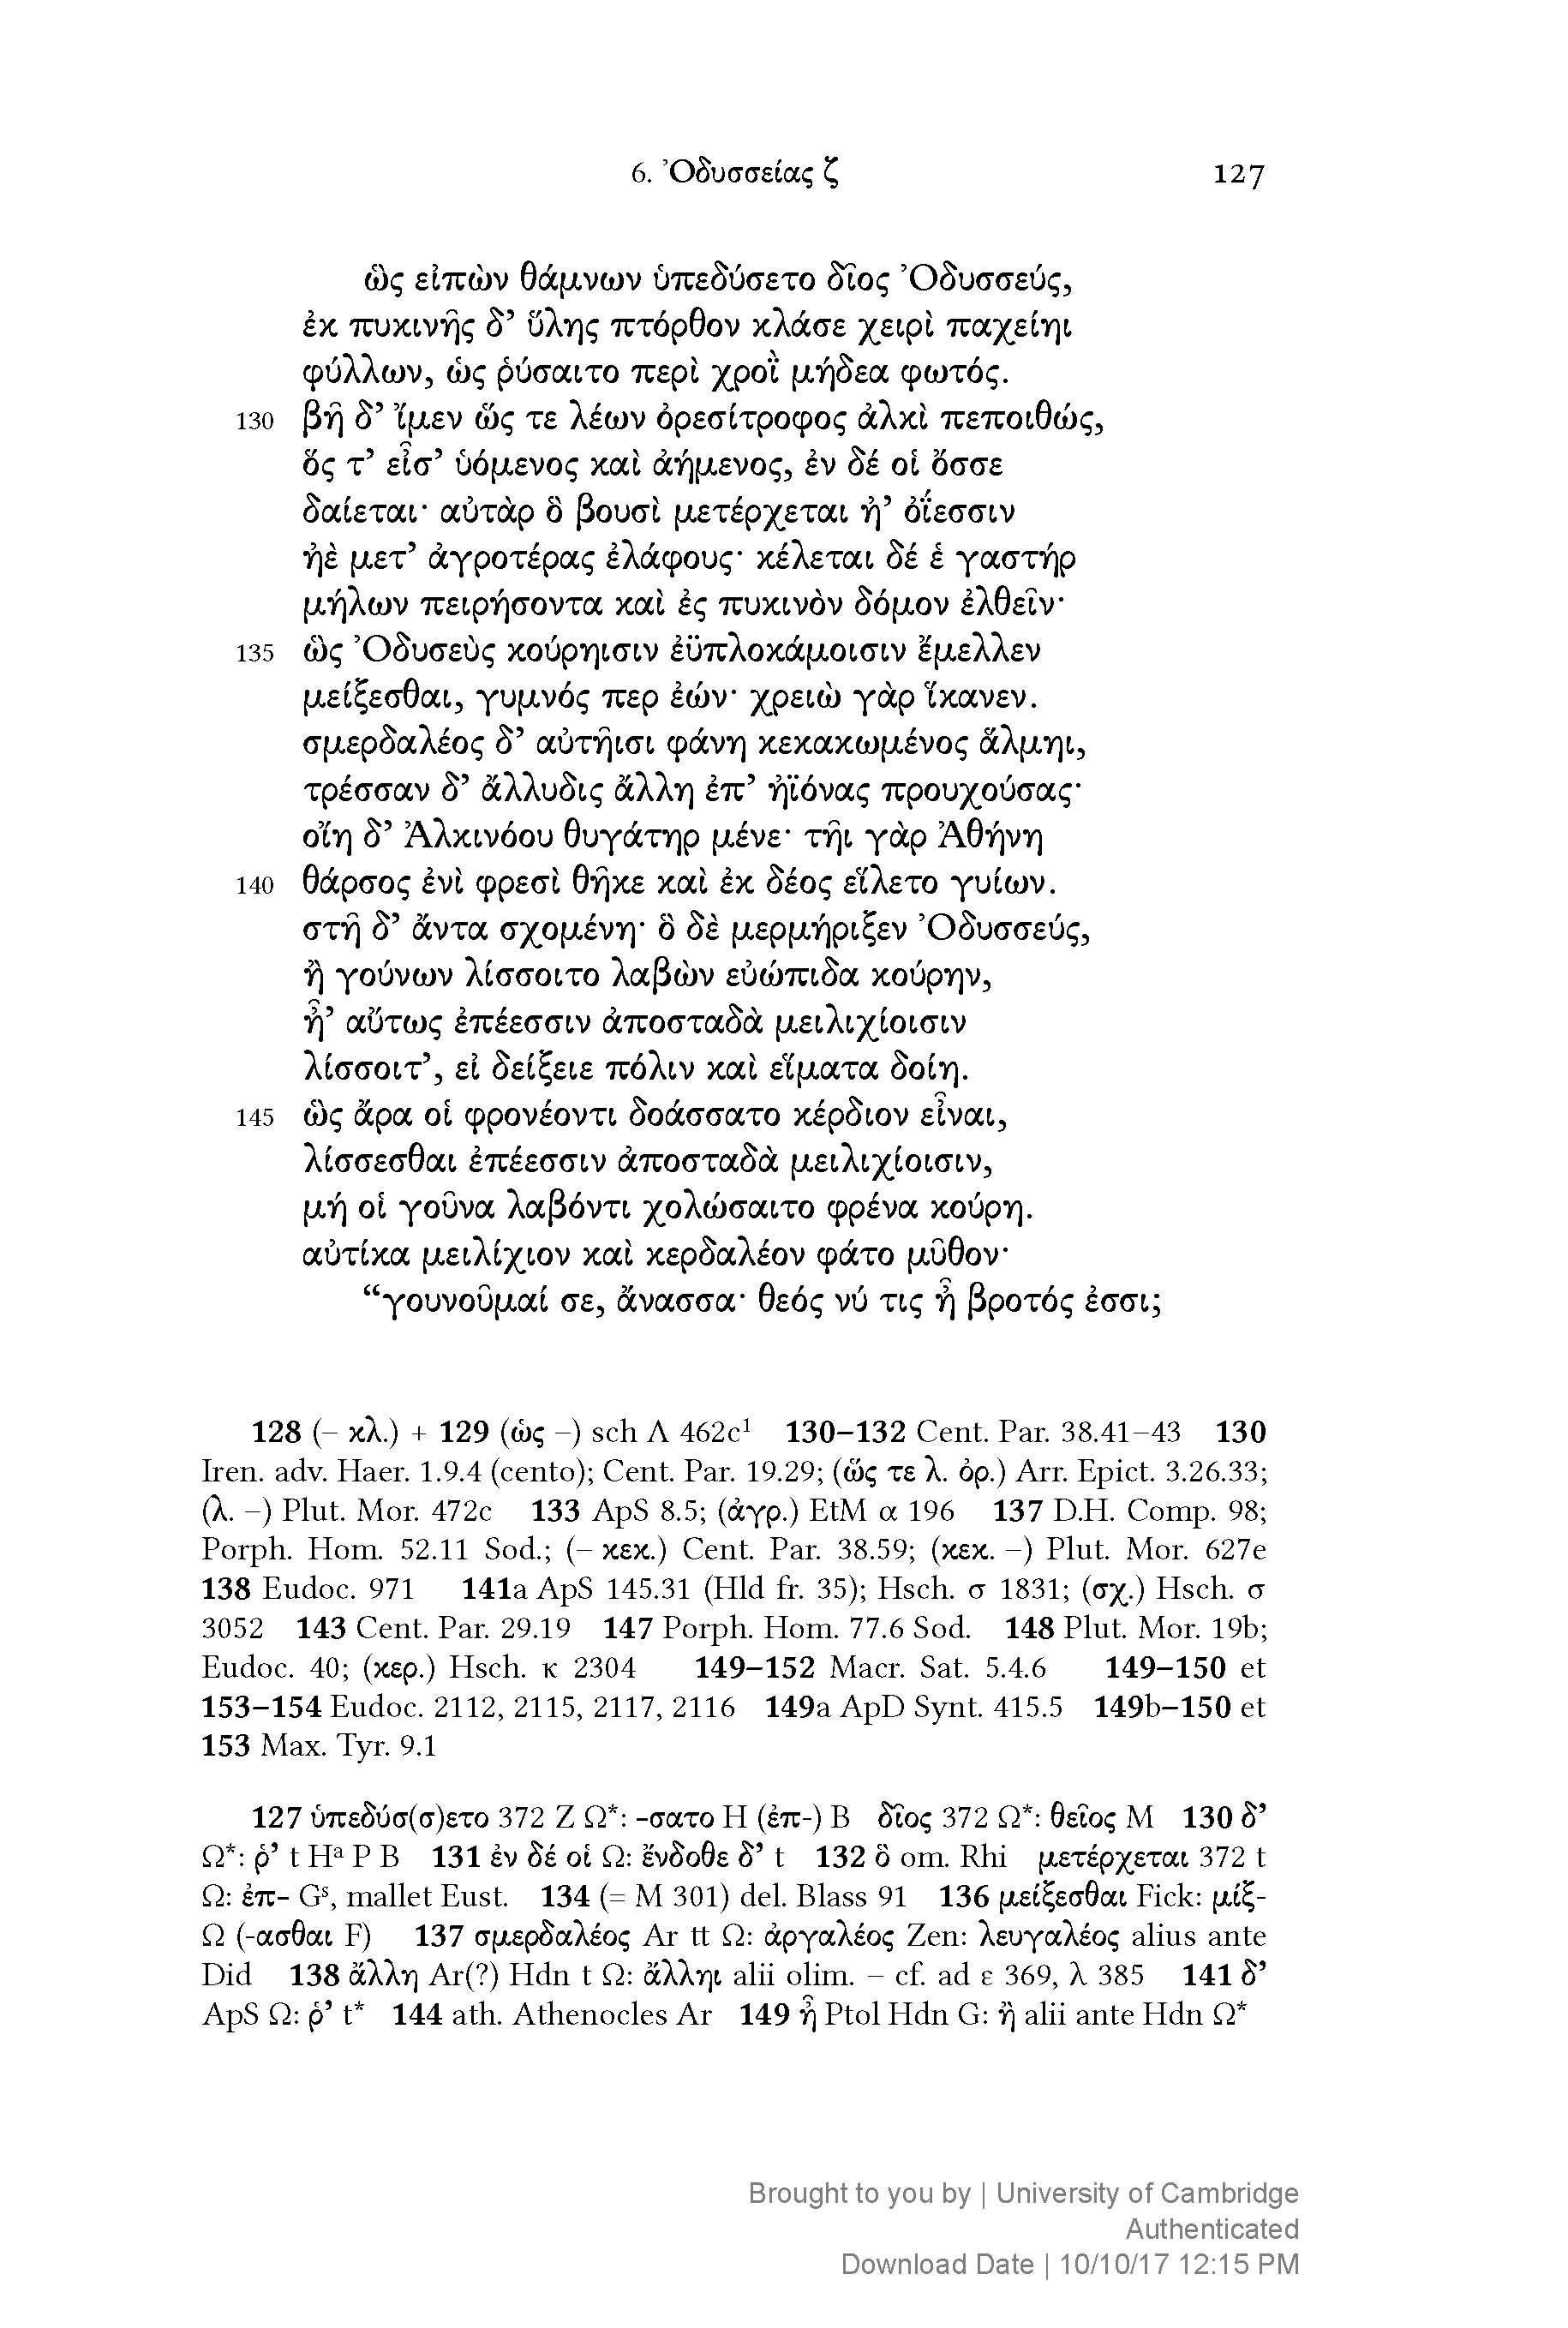 6. Ὀδυσσείας ζ 127
ὣς εἰπὼν θάμνων ὑπεδύσετο δῖος Ὀδυσσεύς,
ἐκ πυκινῆς δ’ ὕλης πτόρθον κλάσε χειρὶ παχείηι
φύλλων, ὡς ῥύσαιτο περὶ χροῒ μήδεα φωτός.
130 βῆ δ’ ἴμεν ὥς τε λέων ὀρεσίτροφος ἀλκὶ πεποιθώς,
ὅς τ’ εἶσ’ ὑόμενος καὶ ἀήμενος, ἐν δέ οἱ ὄσσε
δαίεται· αὐτὰρ ὃ βουσὶ μετέρχεται ἠ’ ὀΐεσσιν
ἠὲ μετ’ ἀγροτέρας ἐλάφους· κέλεται δέ ἑ γαστήρ
μήλων πειρήσοντα καὶ ἐς πυκινὸν δόμον ἐλθεῖν·
135 ὣς Ὀδυσεὺς κούρηισιν ἐϋπλοκάμοισιν ἔμελλεν
μείξεσθαι, γυμνός περ ἐών· χρειὼ γὰρ ἵκανεν.
σμερδαλέος δ’ αὐτῆισι φάνη κεκακωμένος ἅλμηι,
τρέσσαν δ’ ἄλλυδις ἄλλη ἐπ’ ἠϊόνας προυχούσας·
οἴη δ’ Ἀλκινόου θυγάτηρ μένε· τῆι γὰρ Ἀθήνη
140 θάρσος ἐνὶ φρεσὶ θῆκε καὶ ἐκ δέος εἵλετο γυίων.
στῆ δ’ ἄντα σχομένη· ὃ δὲ μερμήριξεν Ὀδυσσεύς,
ἢ γούνων λίσσοιτο λαβὼν εὐώπιδα κούρην,
ἦ’ αὔτως ἐπέεσσιν ἀποσταδὰ μειλιχίοισιν
λίσσοιτ’, εἰ δείξειε πόλιν καὶ εἵματα δοίη.
145 ὣς ἄρα οἱ φρονέοντι δοάσσατο κέρδιον εἶναι,
λίσσεσθαι ἐπέεσσιν ἀποσταδὰ μειλιχίοισιν,
μή οἱ γοῦνα λαβόντι χολώσαιτο φρένα κούρη.
αὐτίκα μειλίχιον καὶ κερδαλέον φάτο μῦθον·
“γουνοῦμαί σε, ἄνασσα· θεός νύ τις ἦ βροτός ἐσσι;
128 (– κλ.) + 129 (ὡς –) sch Λ 462c¹ 130–132 Cent. Par. 38.41–43 130
Iren. adv. Haer. 1.9.4 (cento); Cent. Par. 19.29; (ὥς τε λ. ὀρ.) Arr. Epict. 3.26.33;
(λ. –) Plut. Mor. 472c 133 ApS 8.5; (ἀγρ.) EtM α 196 137 D.H. Comp. 98;
Porph. Hom. 52.11 Sod.; (– κεκ.) Cent. Par. 38.59; (κεκ. –) Plut. Mor. 627e
138 Eudoc. 971 141a ApS 145.31 (Hld fr. 35); Hsch. σ 1831; (σχ.) Hsch. σ
3052 143 Cent. Par. 29.19 147 Porph. Hom. 77.6 Sod. 148 Plut. Mor. 19b;
Eudoc. 40; (κερ.) Hsch. κ 2304 149–152 Macr. Sat. 5.4.6 149–150 et
153–154 Eudoc. 2112, 2115, 2117, 2116 149a ApD Synt. 415.5 149b–150 et
153 Max. Tyr. 9.1
127 ὑπεδύσ(σ)ετο 372 Z Ω*: -σατο H (ἐπ-) B δῖος 372 Ω*: θεῖος M 130 δ’
Ω*: ῥ’ t Hᵃ P B 131 ἐν δέ οἱ Ω: ἔνδοθε δ’ t 132 ὃ om. Rhi μετέρχεται 372 t
Ω: ἐπ- Gˢ, mallet Eust. 134 (= M 301) del. Blass 91 136 μείξεσθαι Fick: μίξ-
Ω (-ασθαι F) 137 σμερδαλέος Ar tt Ω: ἀργαλέος Zen: λευγαλέος alius ante
Did 138 ἄλλη Ar(?) Hdn t Ω: ἄλληι alii olim. – cf. ad ε 369, λ 385 141 δ’
ApS Ω: ῥ’ t* 144 ath. Athenocles Ar 149 ἦ Ptol Hdn G: ἢ alii ante Hdn Ω*
Brought to you by | University of Cambridge
Authenticated
Download Date | 10/10/17 12:15 PM